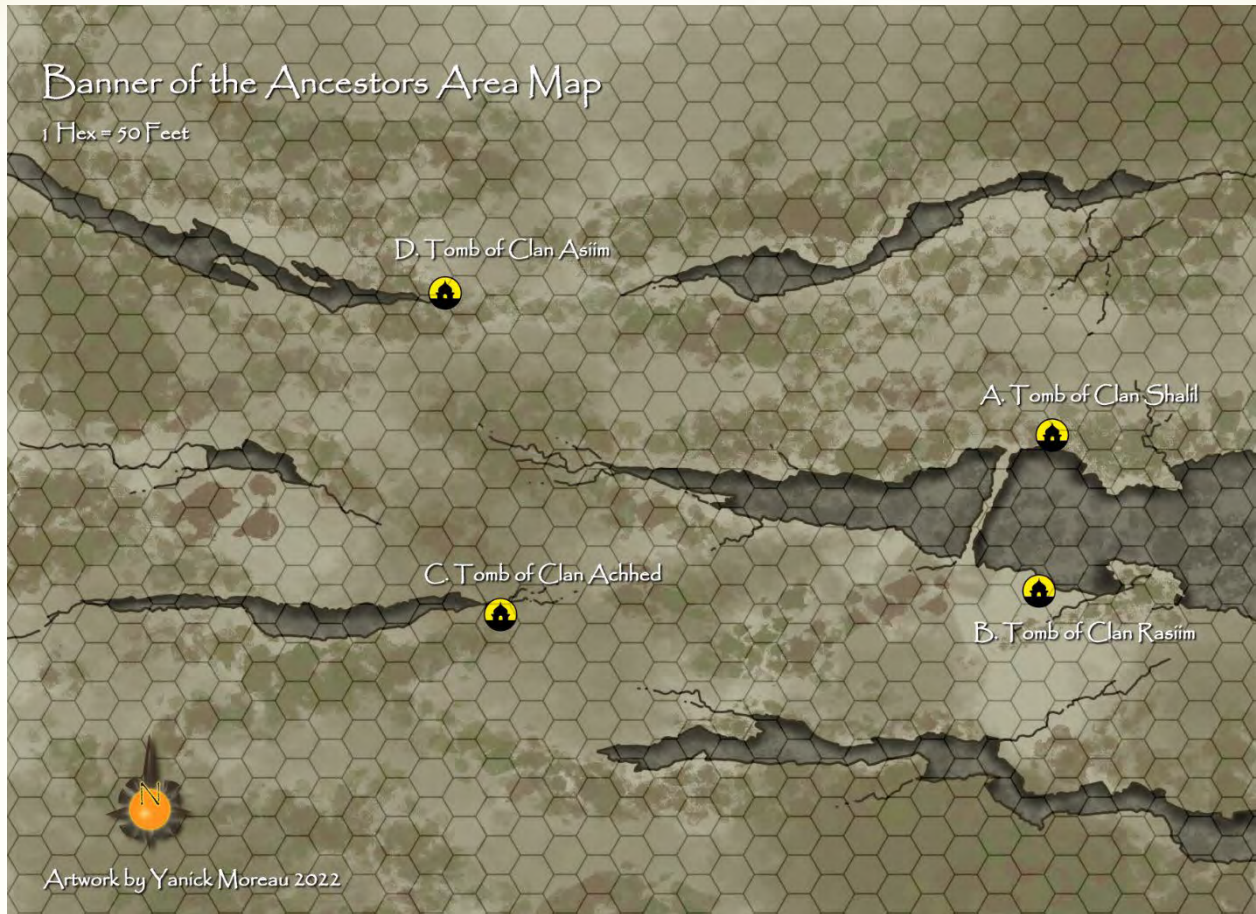 Banner of the Ancestors Area Map
1 Hex = 50 Feet
D. Tomb of Clan Asiim
A. Tomb of Clan Shalil
C. Tomb of Clan Achhed
B. Tomb of Clan Rasiim
N
Artwork by Yanick Moreau 2022